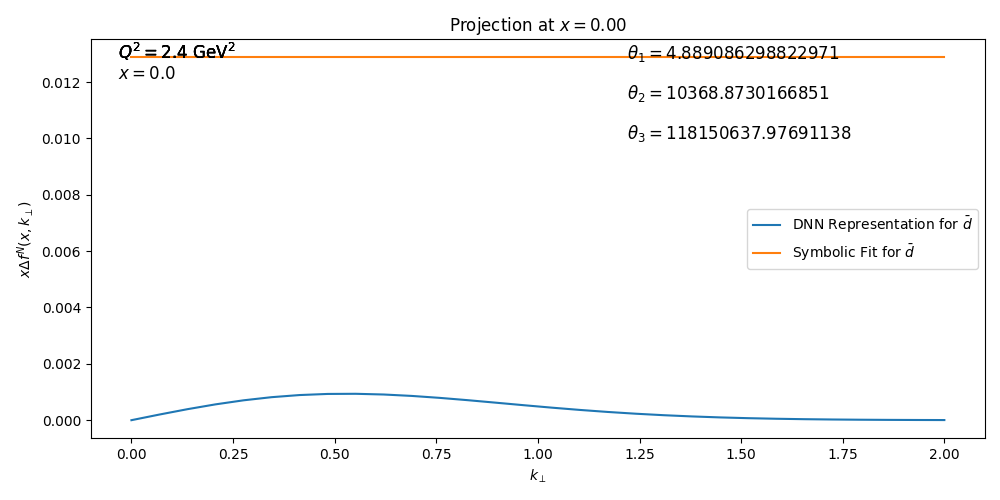 Projection at x = 0.00
Q² = 2.4 GeV²
x = 0.0
θ₁ = 4.889086298822971
θ₂ = 10368.8730166851
θ₃ = 118150637.97691138
0.012
0.010
0.008
0.006
0.004
0.002
0.000
xΔf^N(x, k⊥)
DNN Representation for d̄
Symbolic Fit for d̄
0.00 0.25 0.50 0.75 1.00 1.25 1.50 1.75 2.00
k⊥